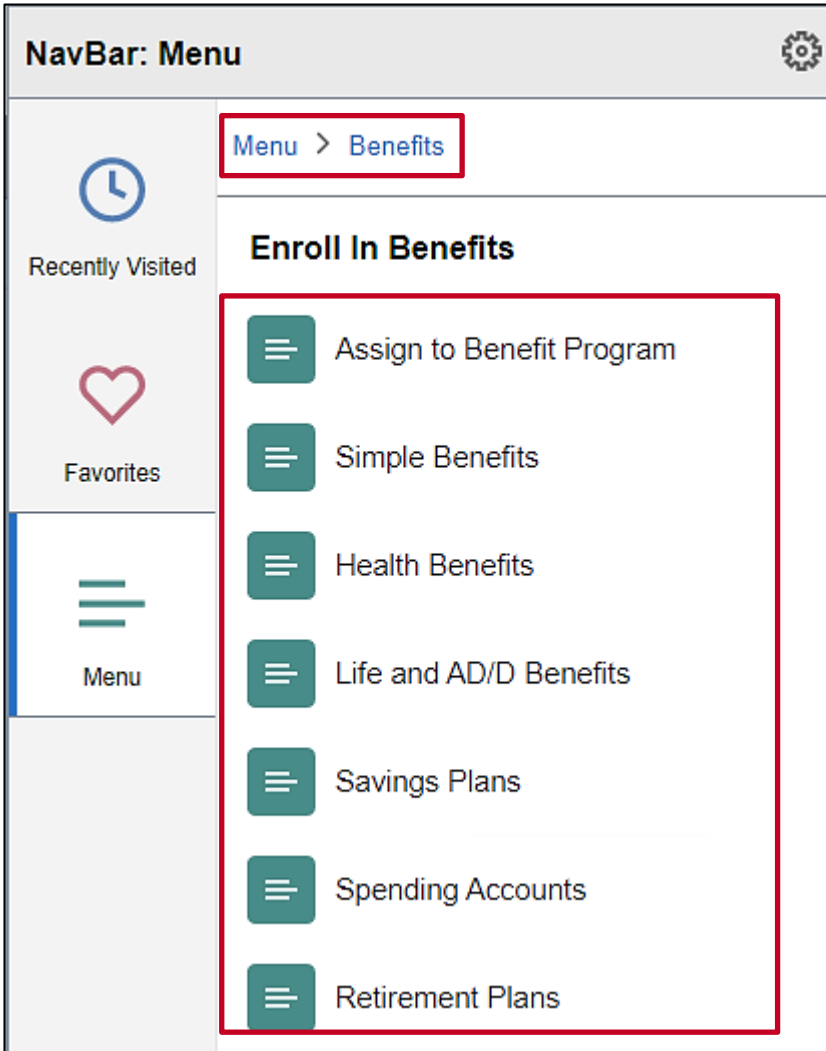 NavBar: Menu
Menu > Benefits
Recently Visited
Favorites
Menu
Enroll In Benefits
Assign to Benefit Program
Simple Benefits
Health Benefits
Life and AD/D Benefits
Savings Plans
Spending Accounts
Retirement Plans